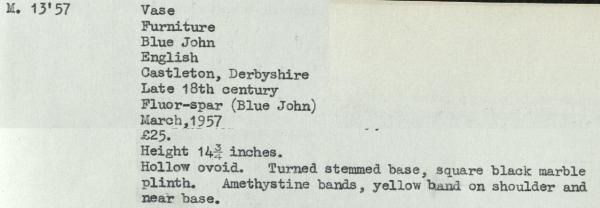 M. 13'57 Vase
Furniture
Blue John
English
Castleton, Derbyshire
Late 18th century
Fluor-spar (Blue John)
March,1957
£25.
Height 14¾ inches.
Hollow ovoid. Turned stemmed base, square black marble
plinth. Amethystine bands, yellow band on shoulder and
near base.